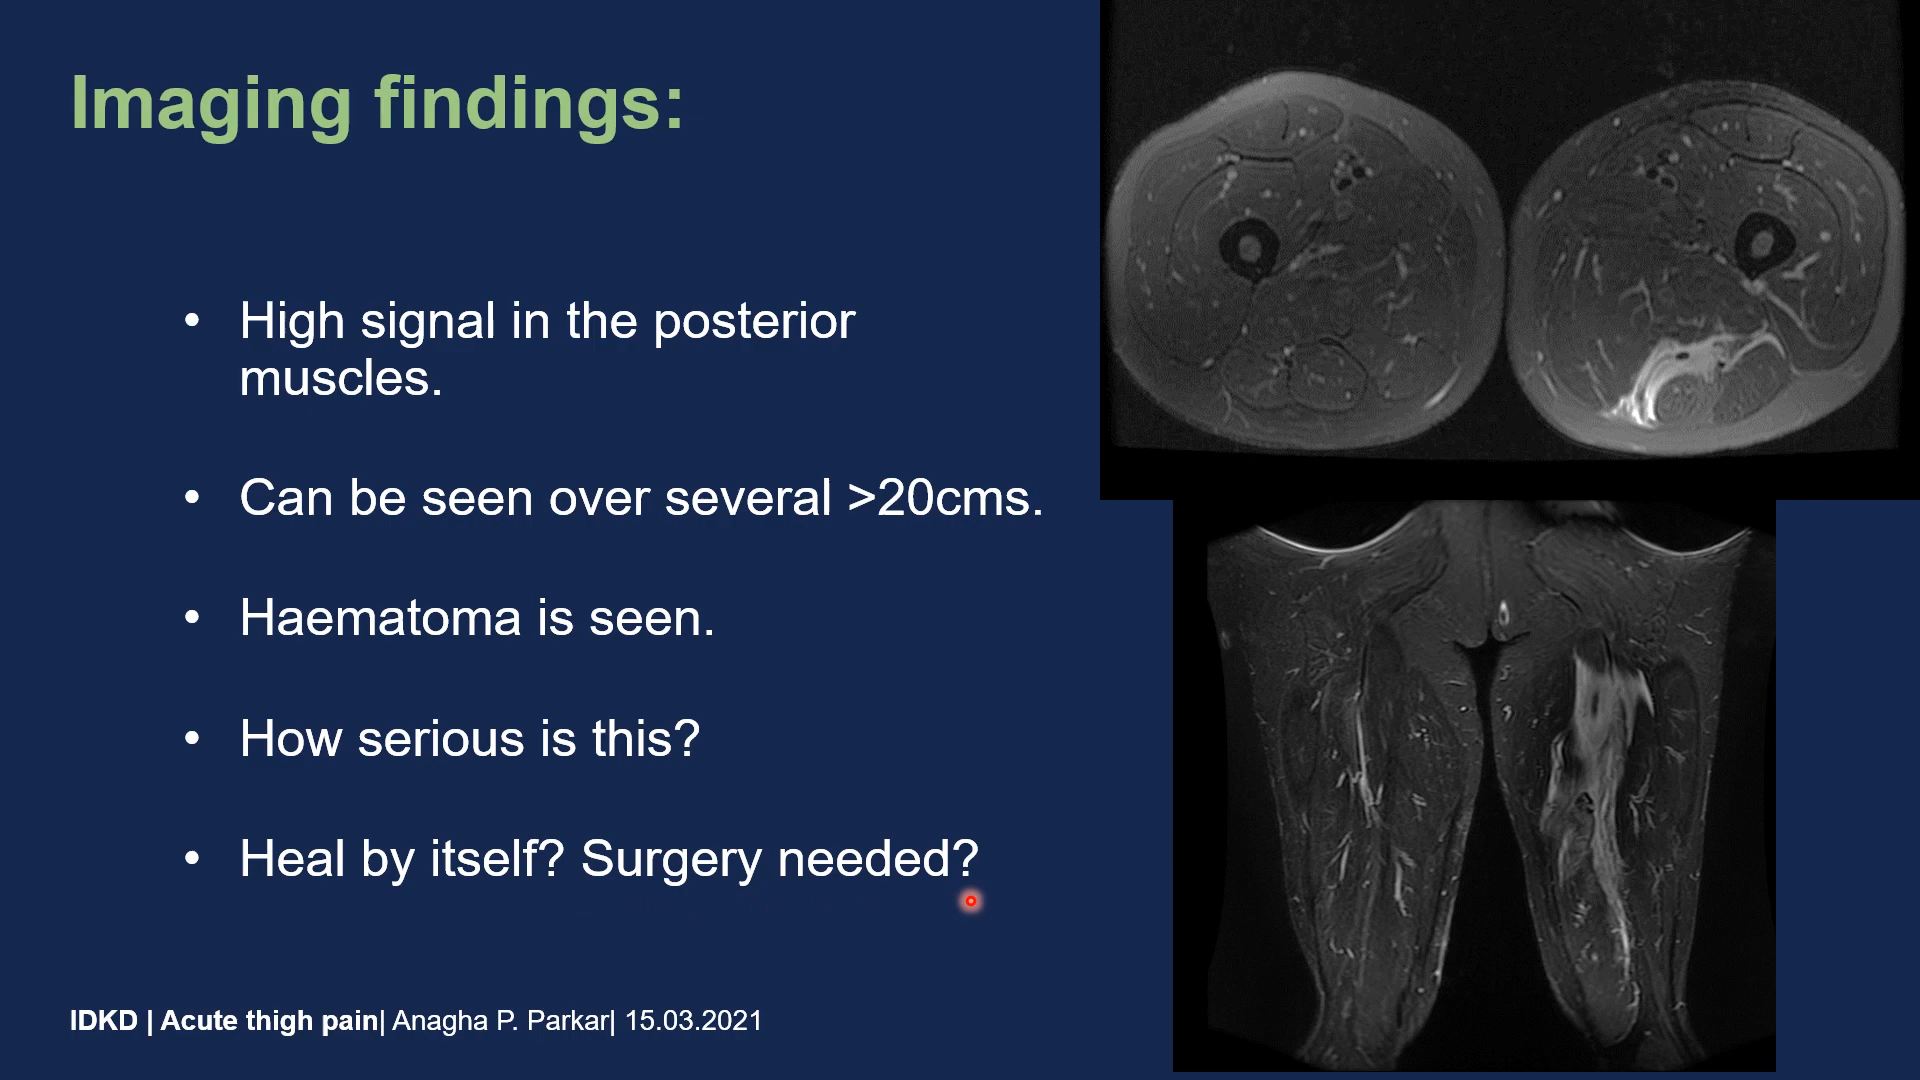 Imaging findings:
• High signal in the posterior
muscles.
• Can be seen over several >20cms.
• Haematoma is seen.
• How serious is this?
• Heal by itself? Surgery needed?
IDKD | Acute thigh pain| Anagha P. Parkar| 15.03.2021